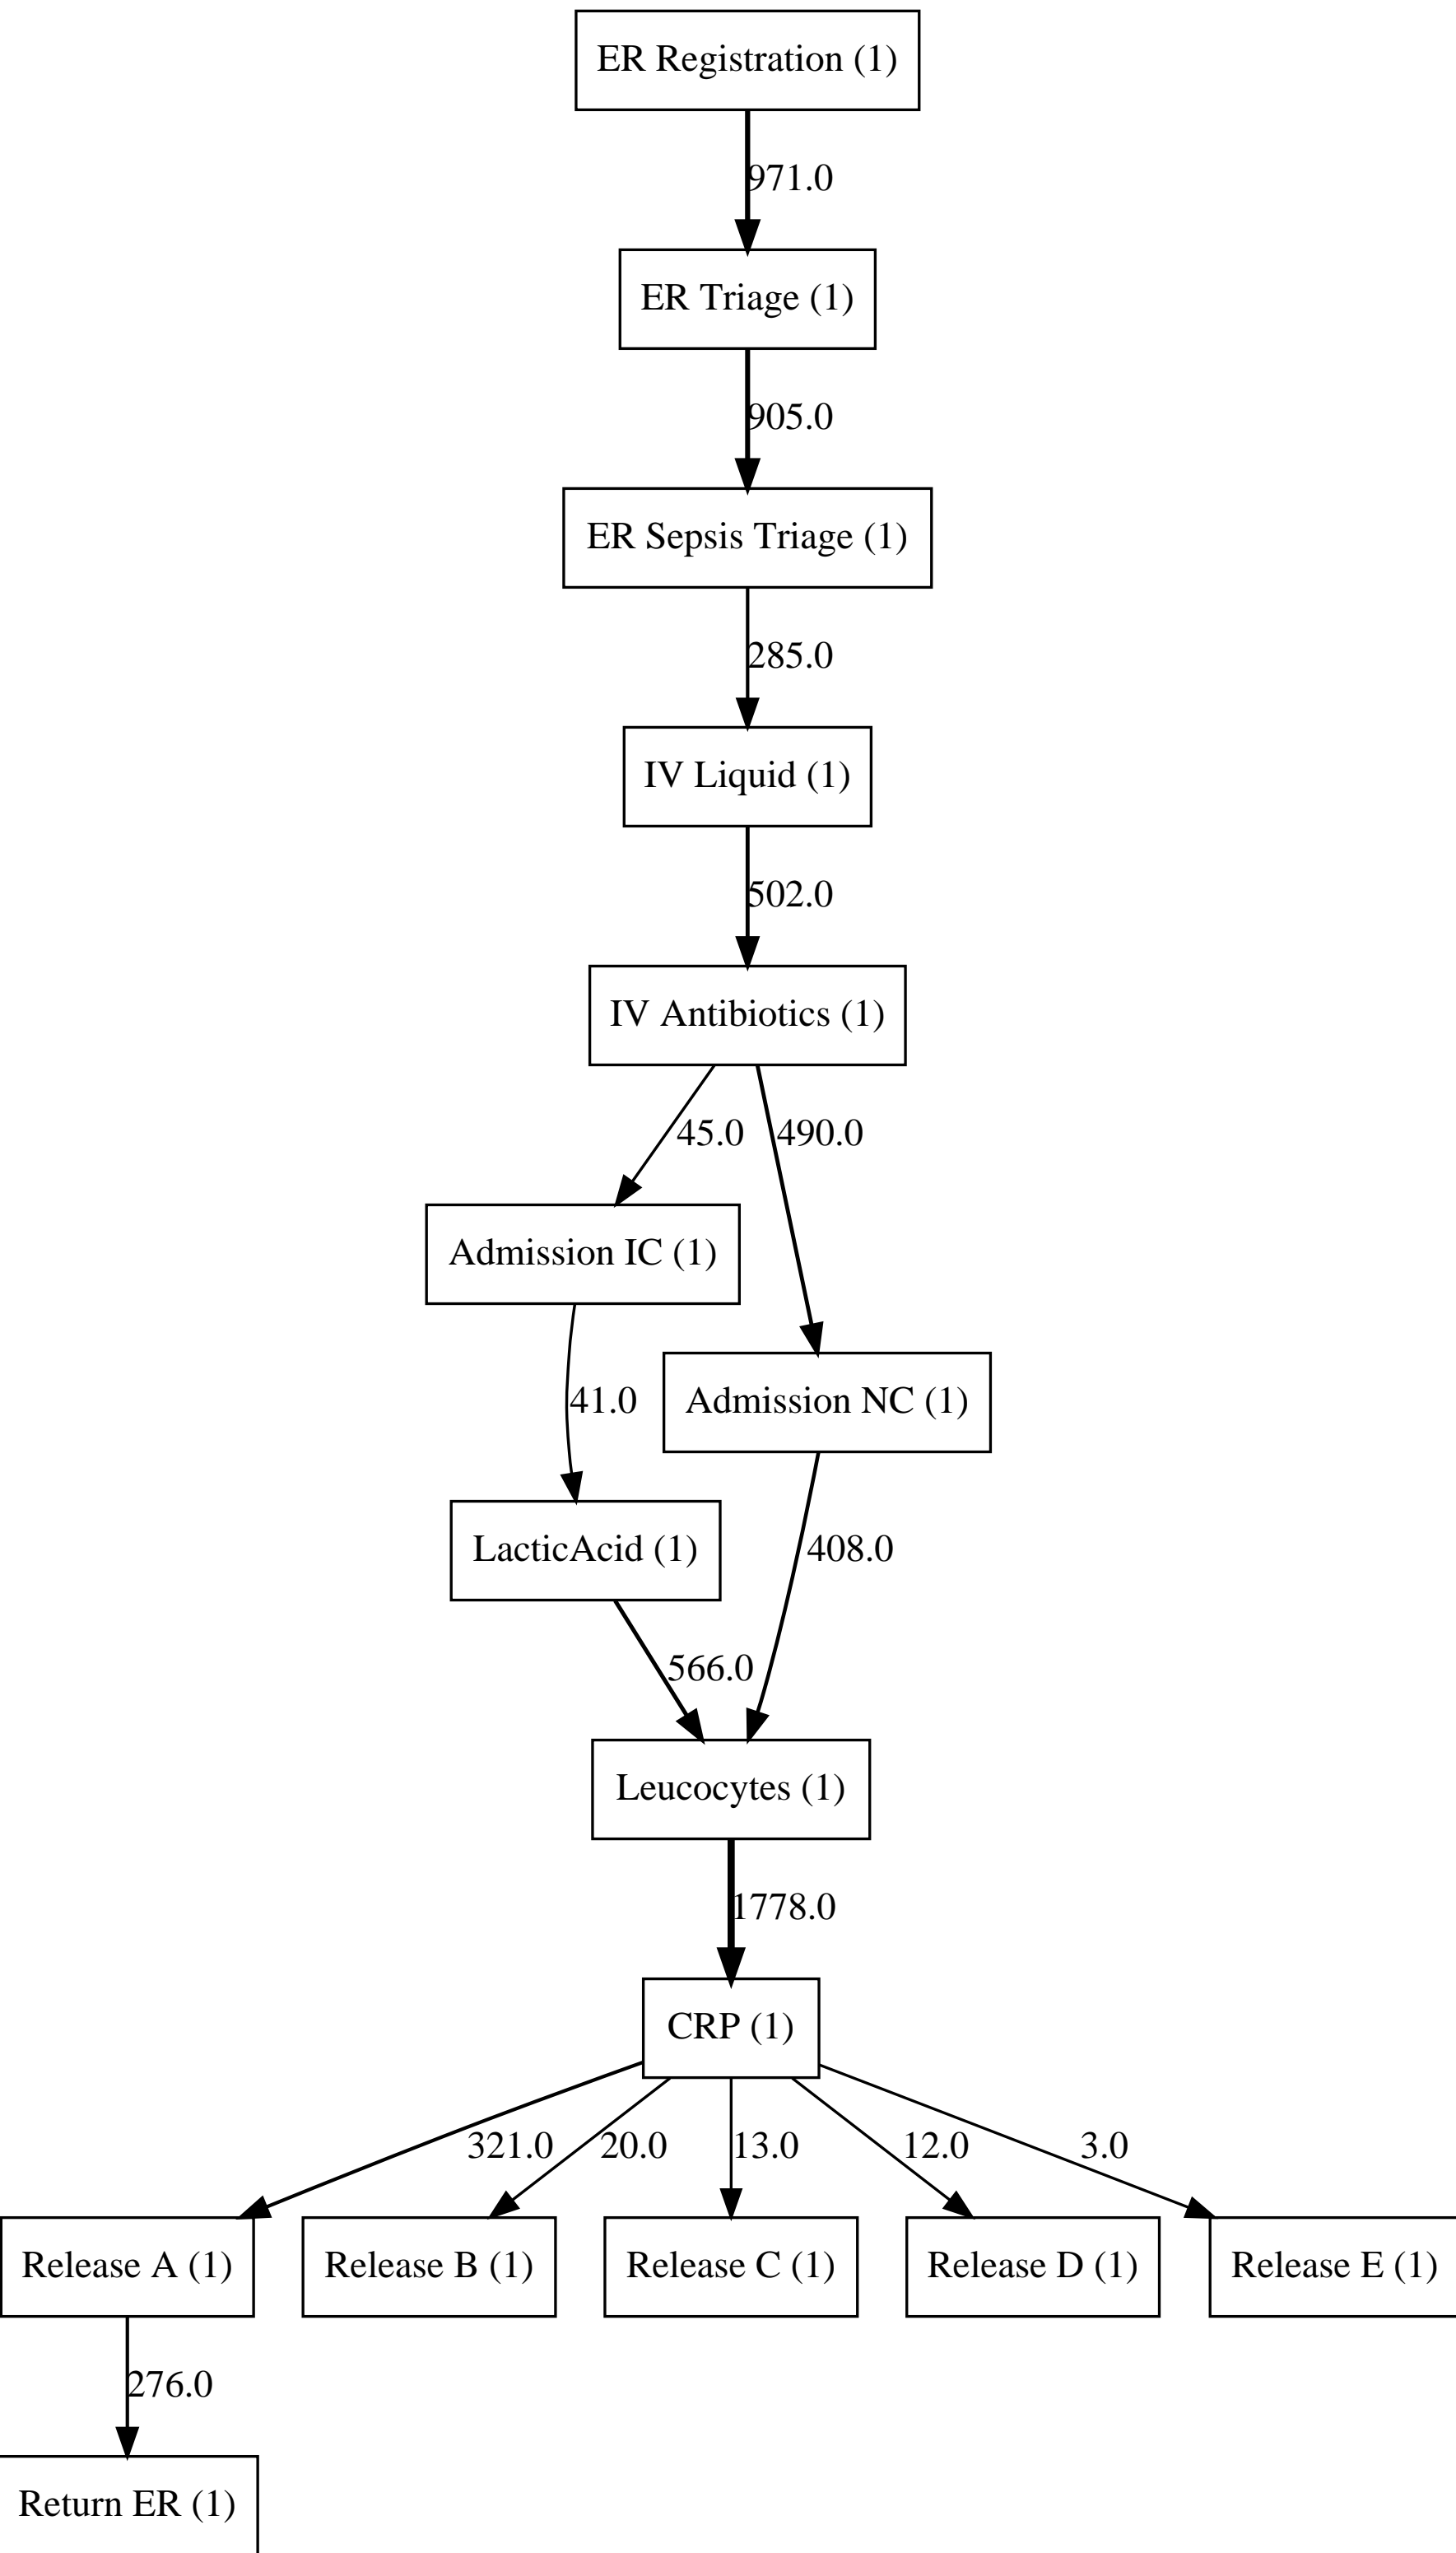 ER Registration (1)
971.0
ER Triage (1)
905.0
ER Sepsis Triage (1)
285.0
IV Liquid (1)
502.0
IV Antibiotics (1)
45.0
490.0
Admission IC (1)
41.0
Admission NC (1)
LacticAcid (1)
408.0
566.0
Leucocytes (1)
1778.0
CRP (1)
321.0
20.0
13.0
12.0
3.0
Release A (1)
Release B (1)
Release C (1)
Release D (1)
Release E (1)
276.0
Return ER (1)